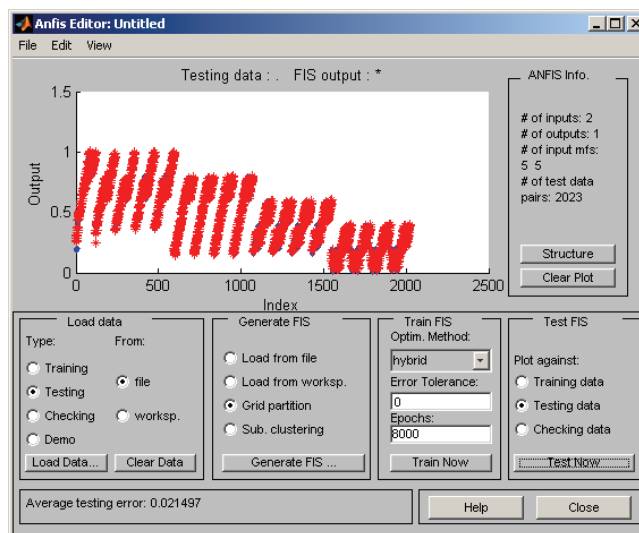 Anfis Editor: Untitled
File Edit View
Testing data : . FIS output : *
1.5
1
0.5
0
Output
0 500 1000 1500 2000 2500
Index
ANFIS Info.
# of inputs: 2
# of outputs: 1
# of input mfs:
5 5
# of test data
pairs: 2023
Structure
Clear Plot
Load data
Type: From:
Training
Testing
Checking
Demo
file
worksp.
Load Data... Clear Data
Generate FIS
Load from file
Load from worksp.
Grid partition
Sub. clustering
Generate FIS ...
Train FIS
Optim. Method:
hybrid
Error Tolerance:
0
Epochs:
8000
Train Now
Test FIS
Plot against:
Training data
Testing data
Checking data
Test Now
Average testing error: 0.021497
Help Close